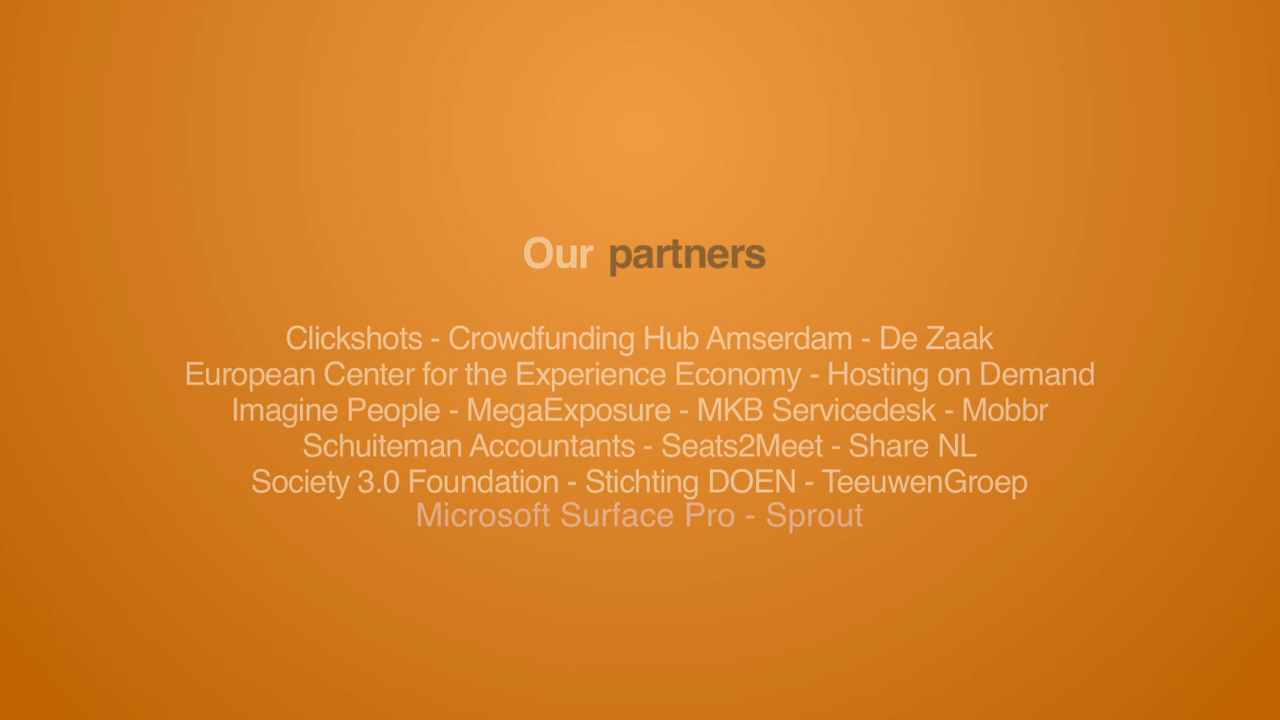 Our partners
Clickshots - Crowdfunding Hub Amserdam - De Zaak
European Center for the Experience Economy - Hosting on Demand
Imagine People - MegaExposure - MKB Servicedesk - Mobbr
Schuiteman Accountants - Seats2Meet - Share NL
Society 3.0 Foundation - Stichting DOEN - TeeuwenGroep
Microsoft Surface Pro - Sprout